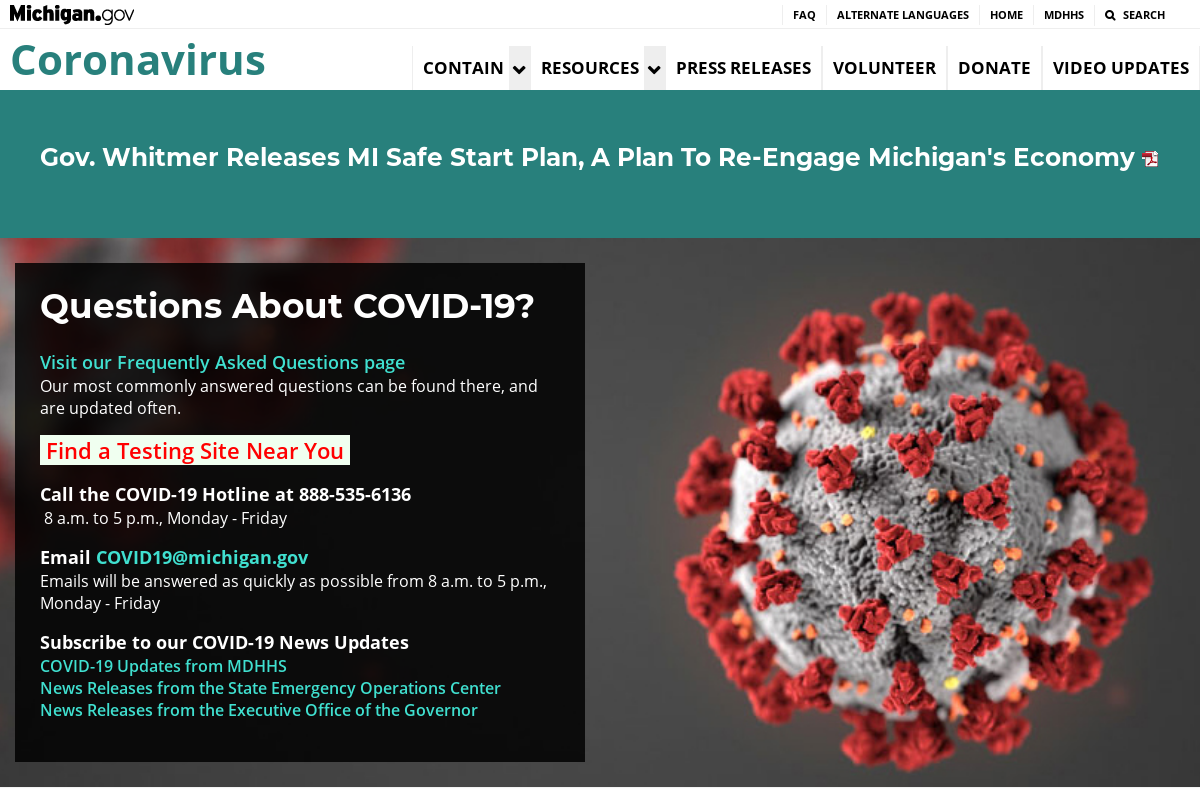 Michigan.gov
FAQ ALTERNATE LANGUAGES HOME MDHHS SEARCH
Coronavirus
CONTAIN RESOURCES PRESS RELEASES VOLUNTEER DONATE VIDEO UPDATES
Gov. Whitmer Releases MI Safe Start Plan, A Plan To Re-Engage Michigan's Economy
Questions About COVID-19?
Visit our Frequently Asked Questions page
Our most commonly answered questions can be found there, and
are updated often.
Find a Testing Site Near You
Call the COVID-19 Hotline at 888-535-6136
8 a.m. to 5 p.m., Monday - Friday
Email COVID19@michigan.gov
Emails will be answered as quickly as possible from 8 a.m. to 5 p.m.,
Monday - Friday
Subscribe to our COVID-19 News Updates
COVID-19 Updates from MDHHS
News Releases from the State Emergency Operations Center
News Releases from the Executive Office of the Governor